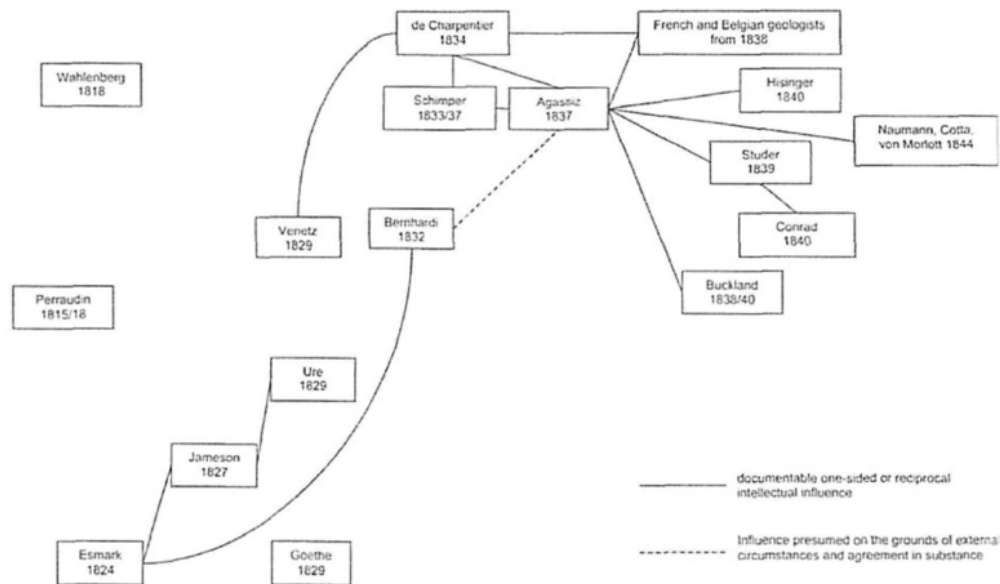 de Charpentier
1834
French and Belgian geologists
from 1838
Wahlenberg
1818
Schimper
1833/37
Agassiz
1837
Hisinger
1840
Naumann, Cotta,
von Morlott 1844
Studer
1839
Venetz
1829
Bernhardi
1832
Conrad
1840
Perraudin
1815/18
Buckland
1838/40
Ure
1829
Jameson
1827
documentable one-sided or reciprocal
intellectual influence
Esmark
1824
Goethe
1829
Influence presumed on the grounds of external
circumstances and agreement in substance